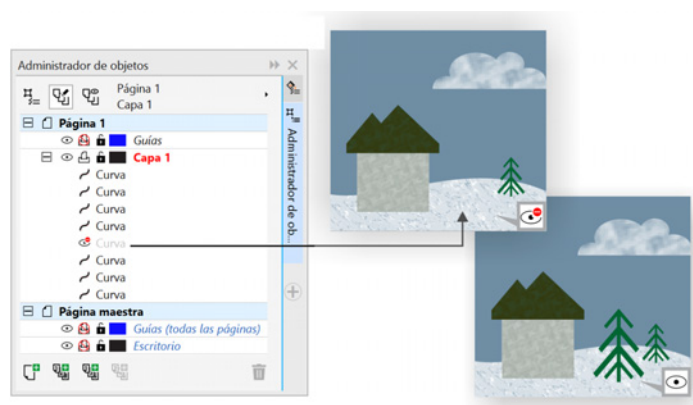 Administrador de objetos
Página 1
Capa 1
Página 1
Guías
Capa 1
Curva
Curva
Curva
Curva
Curva
Curva
Curva
Curva
Página maestra
Guías (todas las páginas)
Escritorio
Administrador de ob...